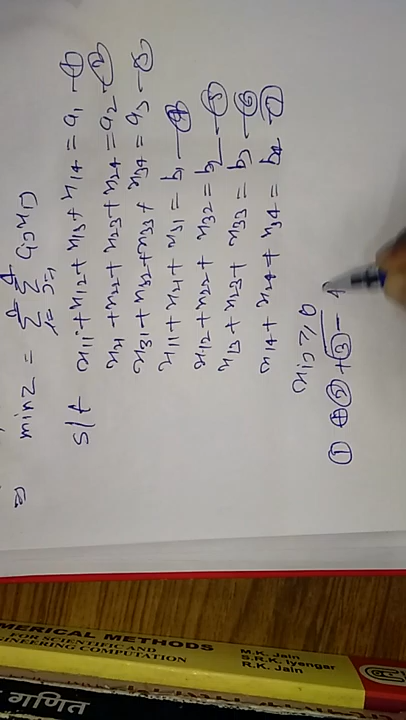 ⇒ min z = Σ Σ cij xij
s/t x11 + x12 + x13 + x14 = a1 — ①
x21 + x22 + x23 + x24 = a2 — ②
x31 + x32 + x33 + x34 = a3 — ③
x11 + x21 + x31 = b1 — ④
x12 + x22 + x32 = b2 — ⑤
x13 + x23 + x33 = b3 — ⑥
x14 + x24 + x34 = b4 — ⑦
xij ≥ 0
① + ② + ③ –
MERICAL METHODS
FOR SCIENTIFIC AND
NEERING COMPUTATION
M.K. Jain
S.R.K. Iyengar
R.K. Jain
गणित